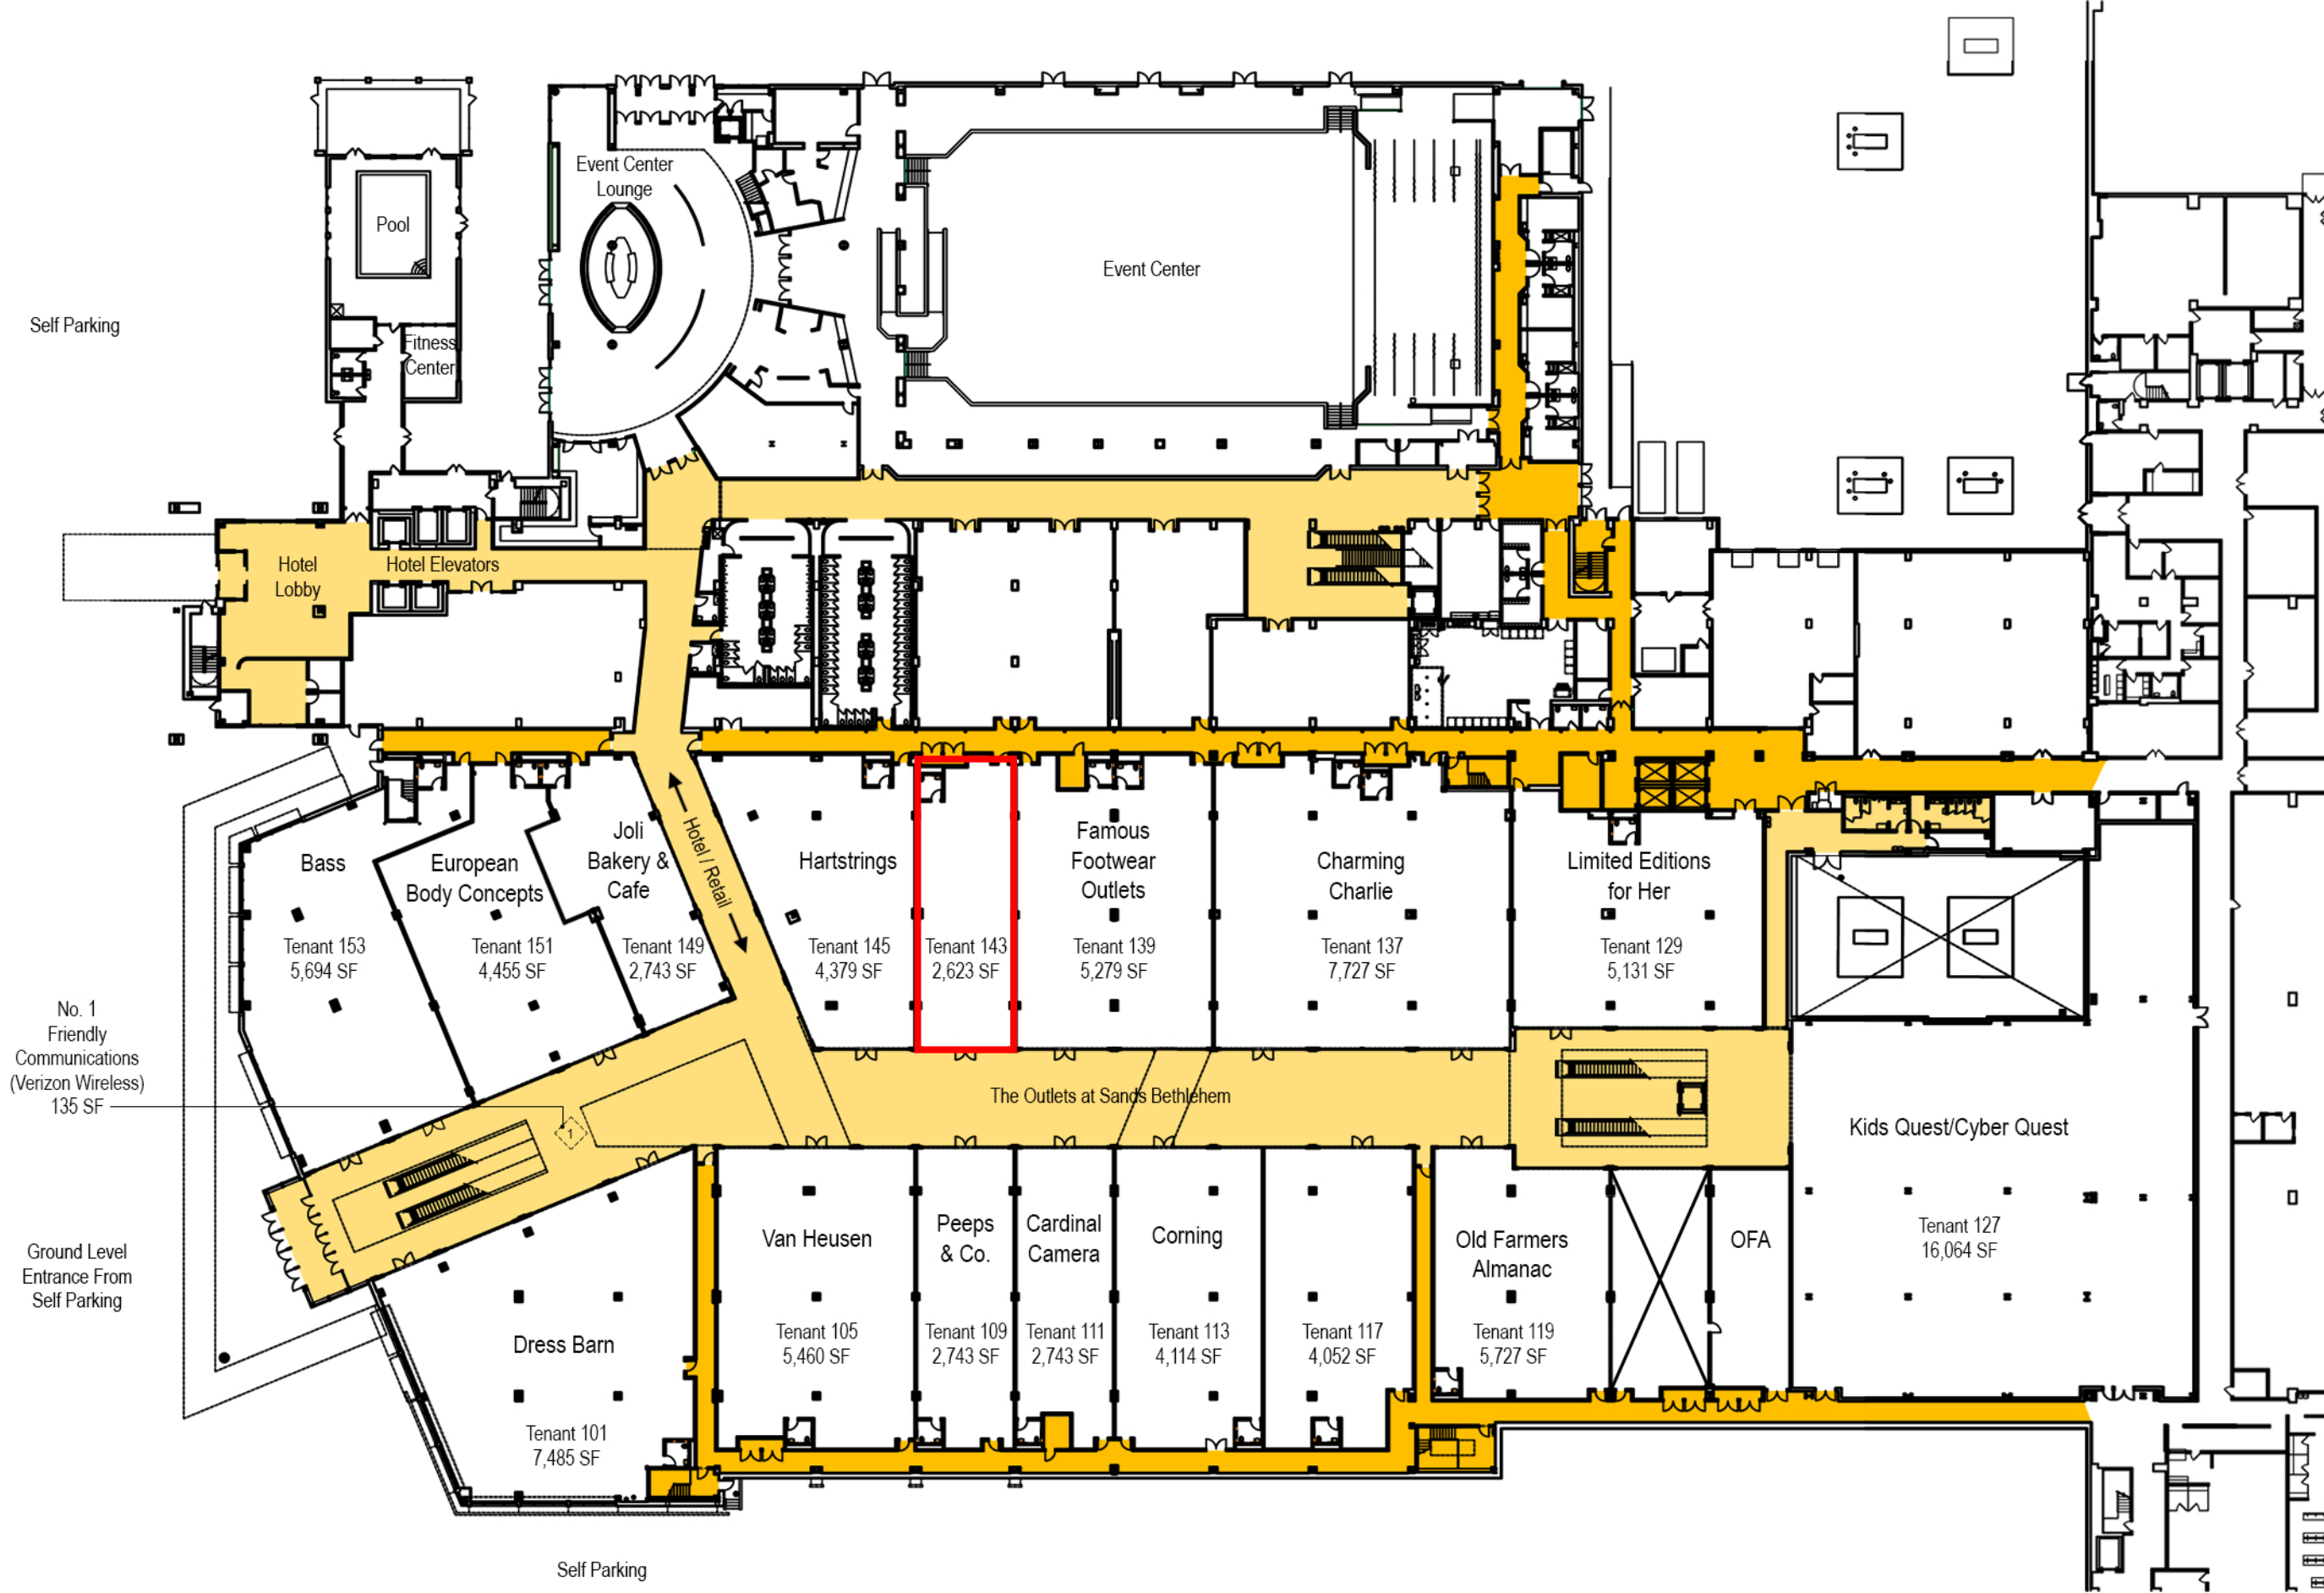 Event Center
Lounge
Pool
Event Center
Self Parking
Fitness
Center
Hotel
Lobby
Hotel Elevators
Hotel / Retail
Bass
Tenant 153
5,694 SF
European
Body Concepts
Tenant 151
4,455 SF
Joli
Bakery &
Cafe
Tenant 149
2,743 SF
Hartstrings
Tenant 145
4,379 SF
Tenant 143
2,623 SF
Famous
Footwear
Outlets
Tenant 139
5,279 SF
Charming
Charlie
Tenant 137
7,727 SF
Limited Editions
for Her
Tenant 129
5,131 SF
No. 1
Friendly
Communications
(Verizon Wireless)
135 SF
1
The Outlets at Sands Bethlehem
Kids Quest/Cyber Quest
Tenant 127
16,064 SF
Ground Level
Entrance From
Self Parking
Dress Barn
Tenant 101
7,485 SF
Van Heusen
Tenant 105
5,460 SF
Peeps
& Co.
Tenant 109
2,743 SF
Cardinal
Camera
Tenant 111
2,743 SF
Corning
Tenant 113
4,114 SF
Tenant 117
4,052 SF
Old Farmers
Almanac
Tenant 119
5,727 SF
OFA
Self Parking